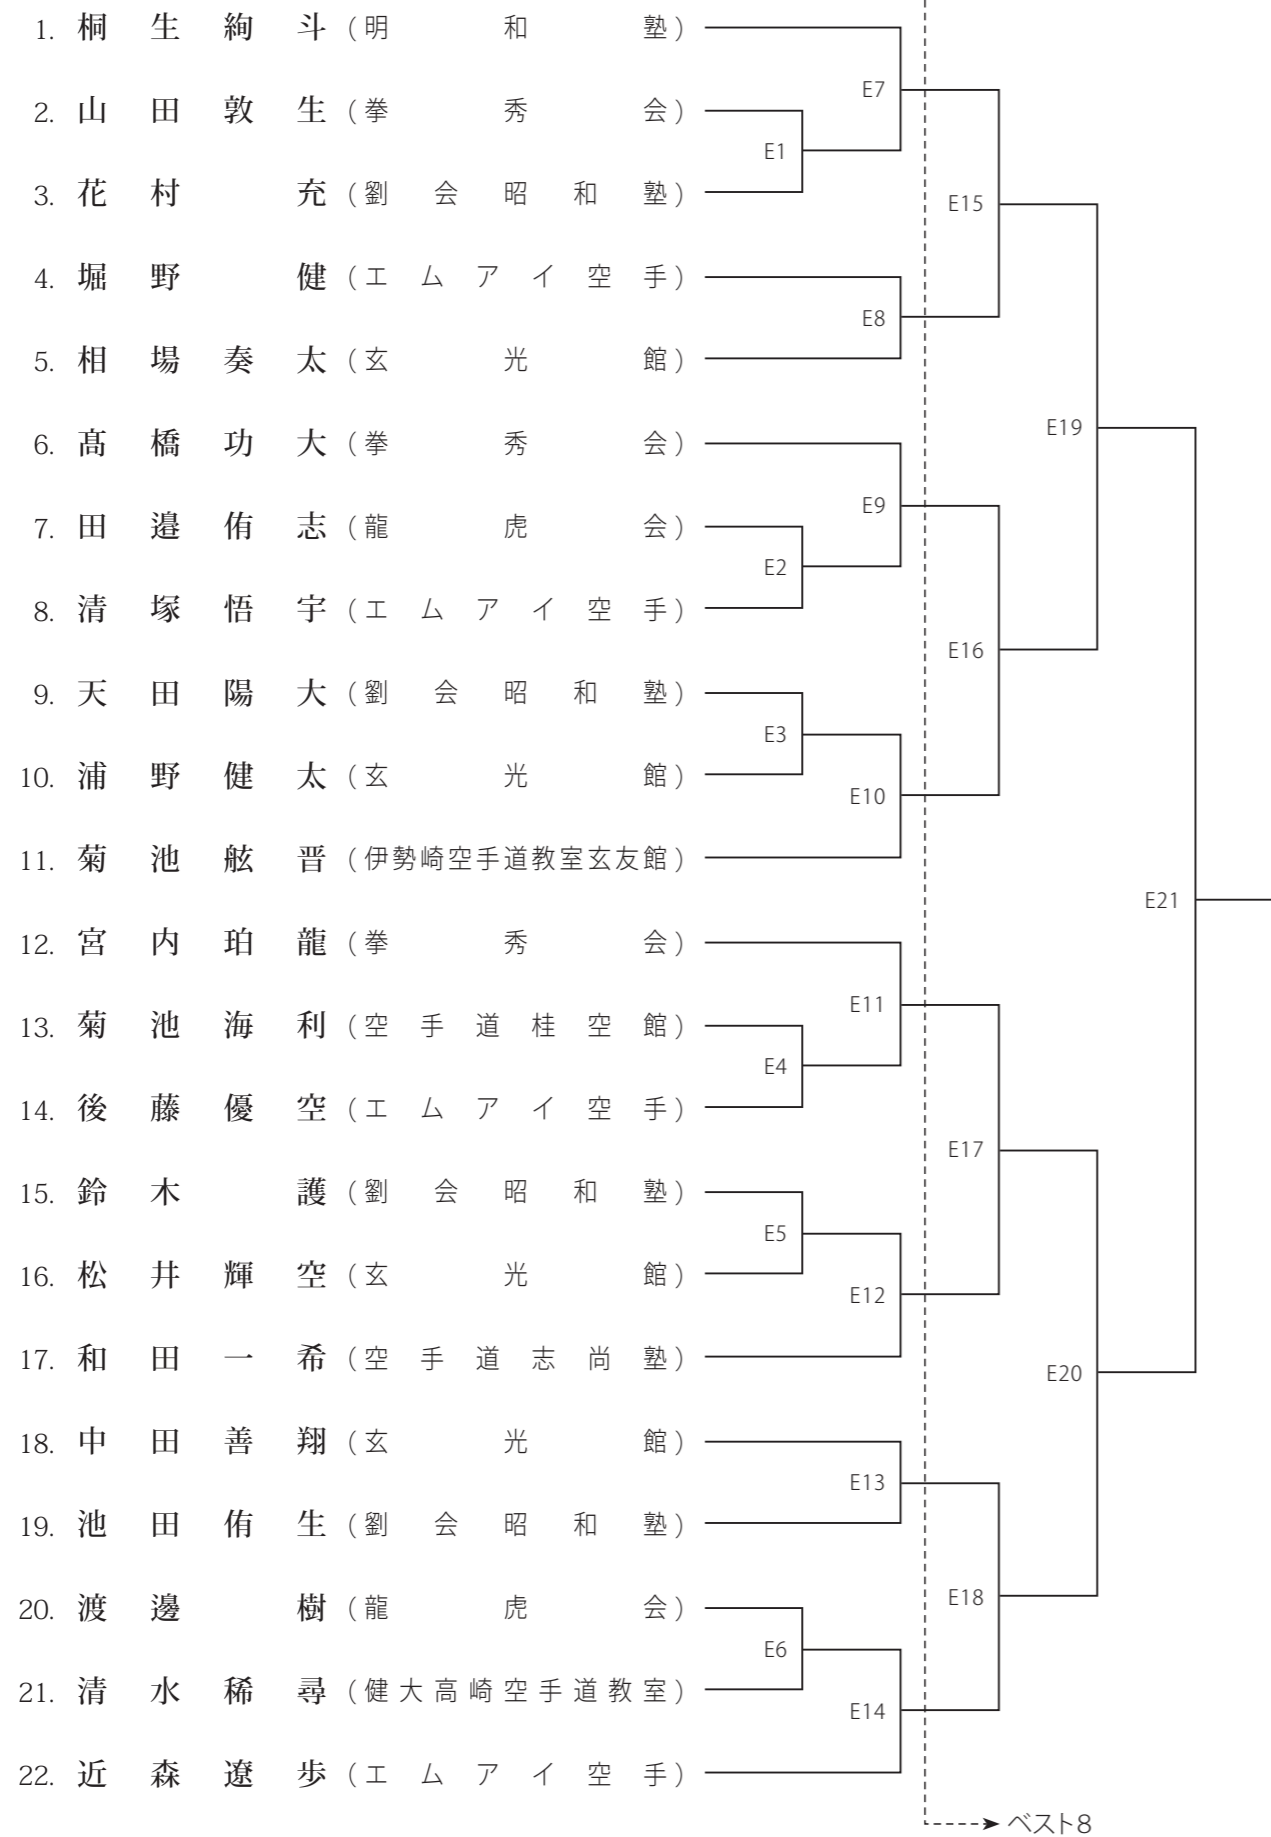 1. 桐生絢斗（明和塾）
E7
2. 山田敦生（拳秀会）
E1
3. 花村充（劉会昭和塾）
E15
4. 堀野健（エムアイ空手）
E8
5. 相場奏太（玄光館）
E19
6. 髙橋功大（拳秀会）
E9
7. 田邉侑志（龍虎会）
E2
8. 清塚悟宇（エムアイ空手）
E16
9. 天田陽大（劉会昭和塾）
E3
10. 浦野健太（玄光館）
E10
11. 菊池舷晋（伊勢崎空手道教室玄友館）
E21
12. 宮内珀龍（拳秀会）
E11
13. 菊池海利（空手道桂空館）
E4
14. 後藤優空（エムアイ空手）
E17
15. 鈴木護（劉会昭和塾）
E5
16. 松井輝空（玄光館）
E12
17. 和田一希（空手道志尚塾）
E20
18. 中田善翔（玄光館）
E13
19. 池田侑生（劉会昭和塾）
E18
20. 渡邊樹（龍虎会）
E6
21. 清水稀尋（健大高崎空手道教室）
E14
22. 近森遼歩（エムアイ空手）
ベスト8